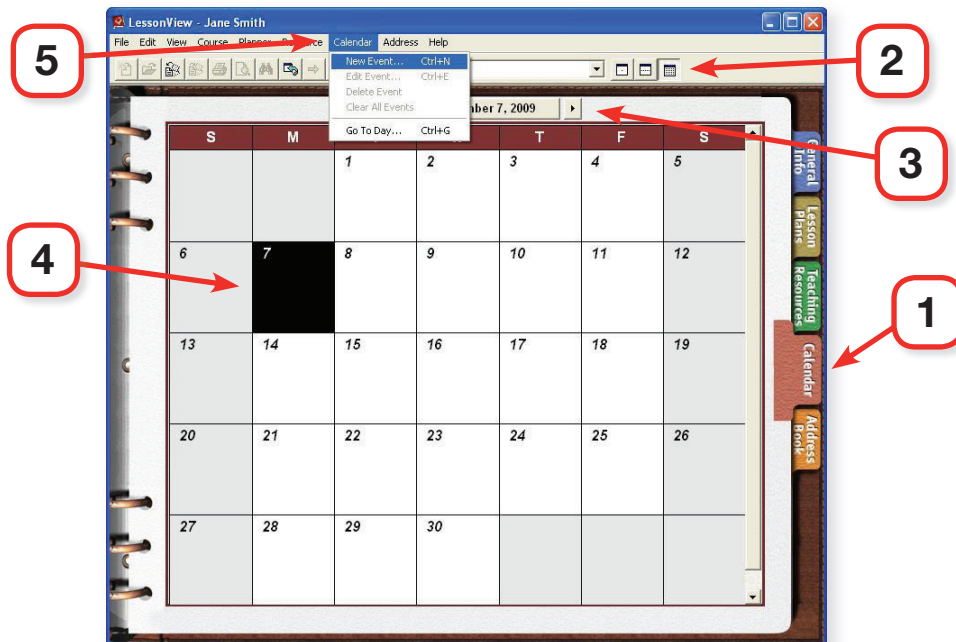 LessonView - Jane Smith
File Edit View Course Calendar Address Help
5
New Event... Ctrl+N
Edit Event... Ctrl+E
Delete Event
Clear All Events
Go To Day... Ctrl+G
2
7, 2009
3
S M T F S
1 2 3 4 5
General Info
Lesson Plans
4
6 7 8 9 10 11 12
Teaching Resources
1
13 14 15 16 17 18 19
Calendar
20 21 22 23 24 25 26
Address Book
27 28 29 30